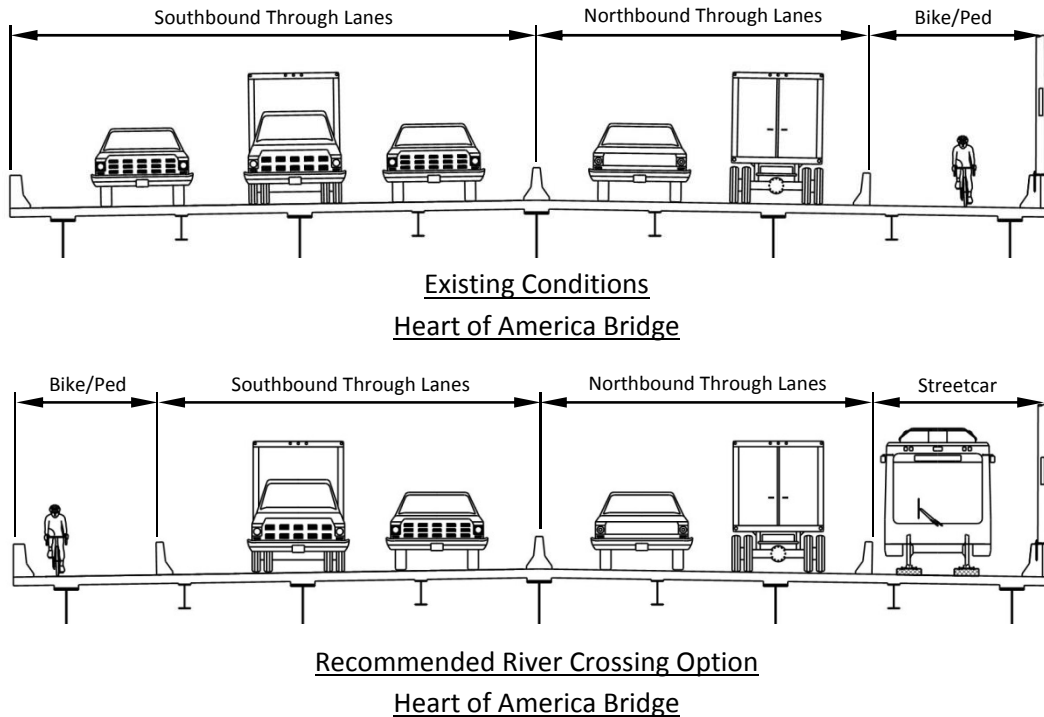 Southbound Through Lanes
Northbound Through Lanes
Bike/Ped
Existing Conditions
Heart of America Bridge
Bike/Ped
Southbound Through Lanes
Northbound Through Lanes
Streetcar
Recommended River Crossing Option
Heart of America Bridge